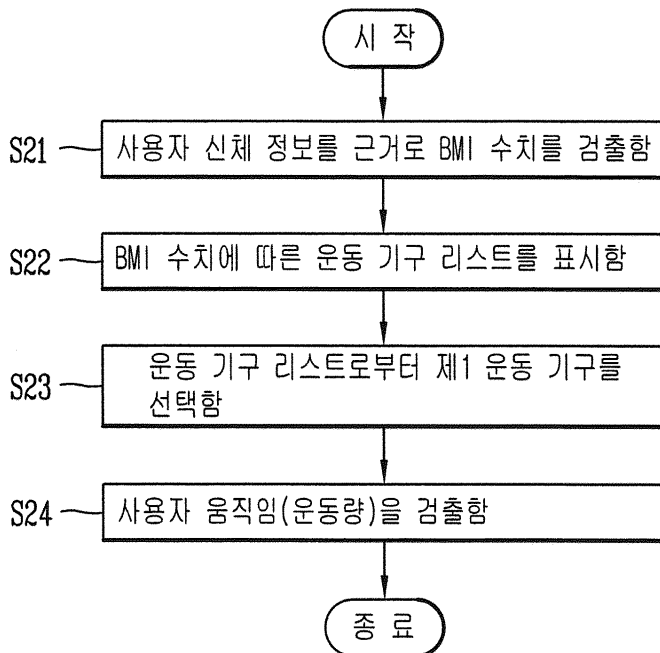 시 작
S21
사용자 신체 정보를 근거로 BMI 수치를 검출함
S22
BMI 수치에 따른 운동 기구 리스트를 표시함
S23
운동 기구 리스트로부터 제1 운동 기구를
선택함
S24
사용자 움직임(운동량)을 검출함
종 료